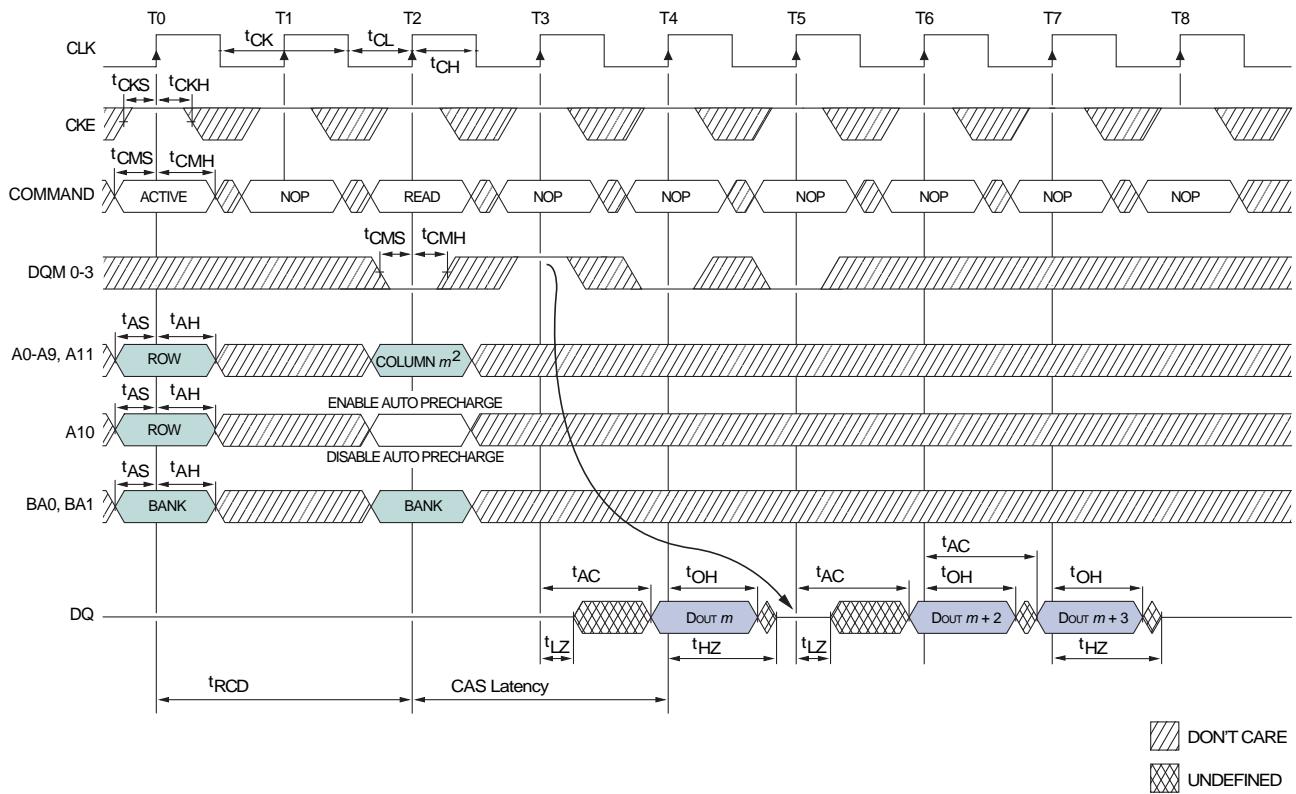 T0 T1 T2 T3 T4 T5 T6 T7 T8
tCK tCL
CLK
tCH
tCKS tCKH
CKE
tCMS tCMH
COMMAND ACTIVE NOP READ NOP NOP NOP NOP NOP NOP
tCMS tCMH
DQM 0-3
tAS tAH
A0-A9, A11 ROW COLUMN m2
tAS tAH ENABLE AUTO PRECHARGE
A10 ROW
DISABLE AUTO PRECHARGE
tAS tAH
BA0, BA1 BANK BANK
tAC
tAC tOH tAC tOH tOH
DQ DOUT m DOUT m + 2 DOUT m + 3
tLZ tHZ tLZ tHZ
tRCD CAS Latency
DON'T CARE
UNDEFINED